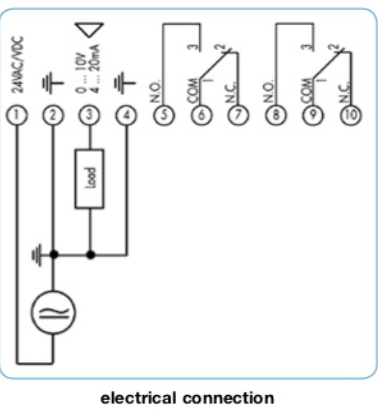 24VAC/VDC
0 ... 10V
4 ... 20mA
N.O.
COM
N.C.
3
1
2
N.O.
COM
N.C.
3
1
2
1
2
3
4
5
6
7
8
9
10
Load
electrical connection